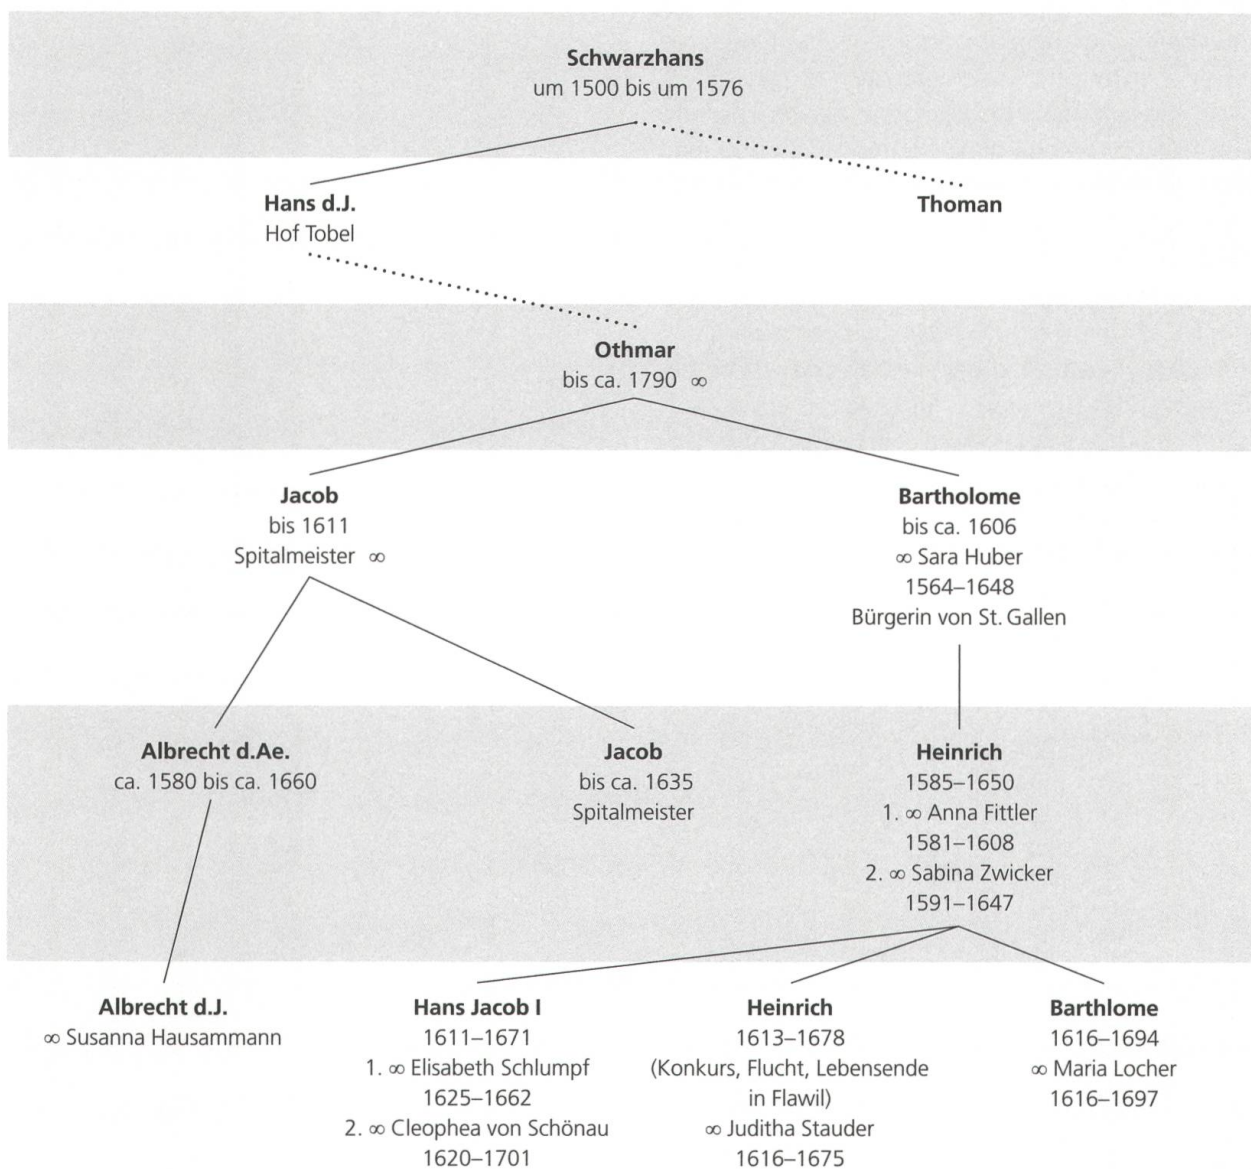 Schwarzhans
um 1500 bis um 1576
Hans d.J.
Hof Tobel
Thoman
Othmar
bis ca. 1790 ∞
Jacob
bis 1611
Spitalmeister ∞
Bartholome
bis ca. 1606
∞ Sara Huber
1564–1648
Bürgerin von St. Gallen
Albrecht d.Ae.
ca. 1580 bis ca. 1660
Jacob
bis ca. 1635
Spitalmeister
Heinrich
1585–1650
1. ∞ Anna Fittler
1581–1608
2. ∞ Sabina Zwicker
1591–1647
Albrecht d.J.
∞ Susanna Hausammann
Hans Jacob I
1611–1671
1. ∞ Elisabeth Schlumpf
1625–1662
2. ∞ Cleophea von Schönau
1620–1701
Heinrich
1613–1678
(Konkurs, Flucht, Lebensende
in Flawil)
∞ Juditha Stauder
1616–1675
Barthlome
1616–1694
∞ Maria Locher
1616–1697